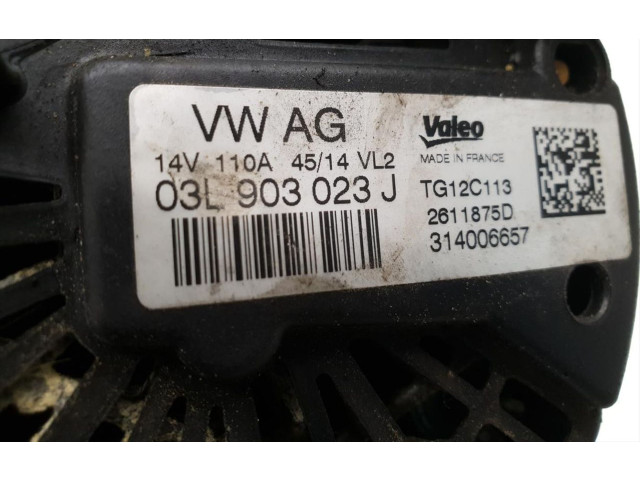 VW AG
14V 110A 45/14 VL2
03L 903 023 J
Valeo
MADE IN FRANCE
TG12C113
2611875D
314006657